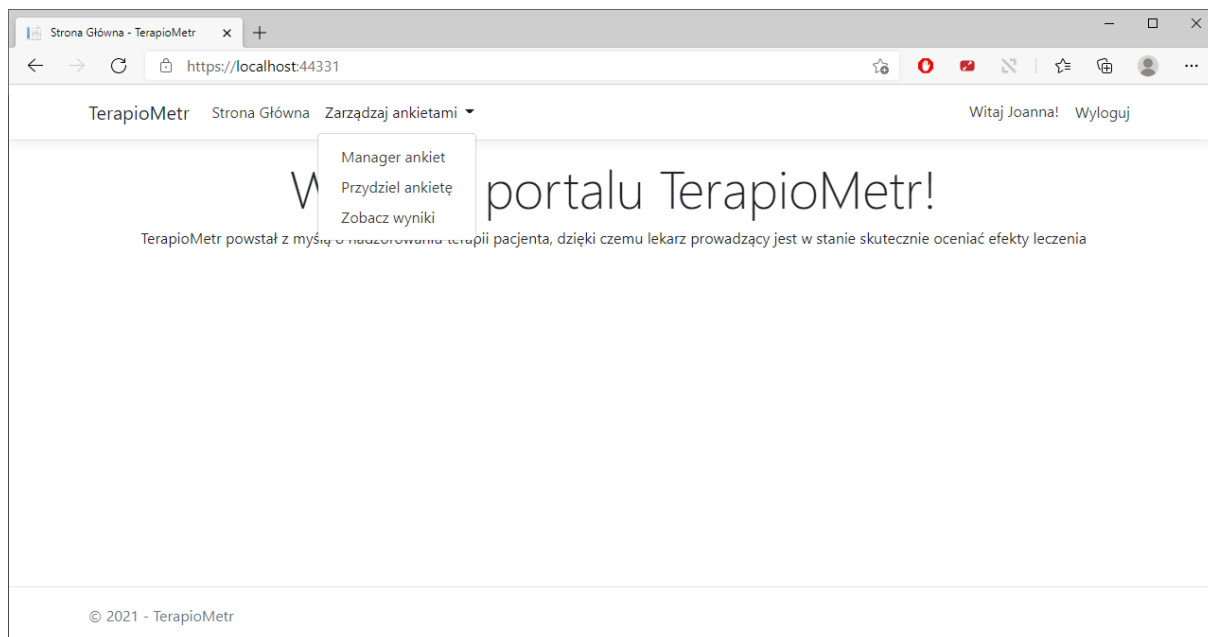 Strona Główna - TerapioMetr
https://localhost:44331
TerapioMetr Strona Główna Zarządzaj ankietami Witaj Joanna! Wyloguj
Manager ankiet
Przydziel ankietę
Zobacz wyniki
portalu TerapioMetr!
TerapioMetr powstał z myślą o nadzorowaniu terapii pacjenta, dzięki czemu lekarz prowadzący jest w stanie skutecznie oceniać efekty leczenia
© 2021 - TerapioMetr